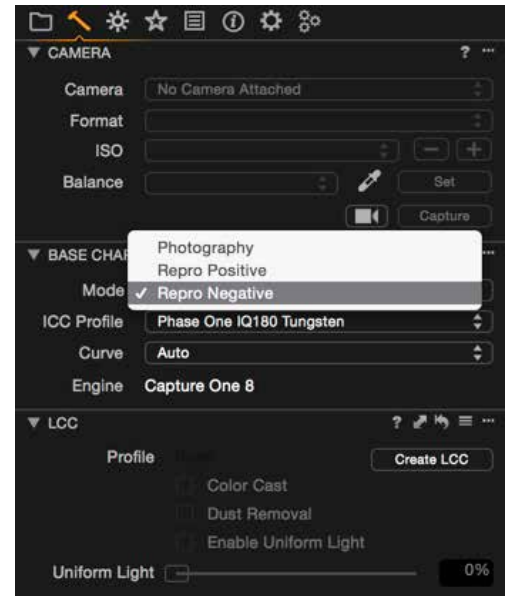 CAMERA ? ...
Camera No Camera Attached
Format
ISO
Balance Set
Capture
Photography
BASE CHAR ...
Repro Positive
Mode ✓ Repro Negative
ICC Profile Phase One IQ180 Tungsten
Curve Auto
Engine Capture One 8
LCC ? ...
Profile Create LCC
Color Cast
Dust Removal
Enable Uniform Light
Uniform Light 0%